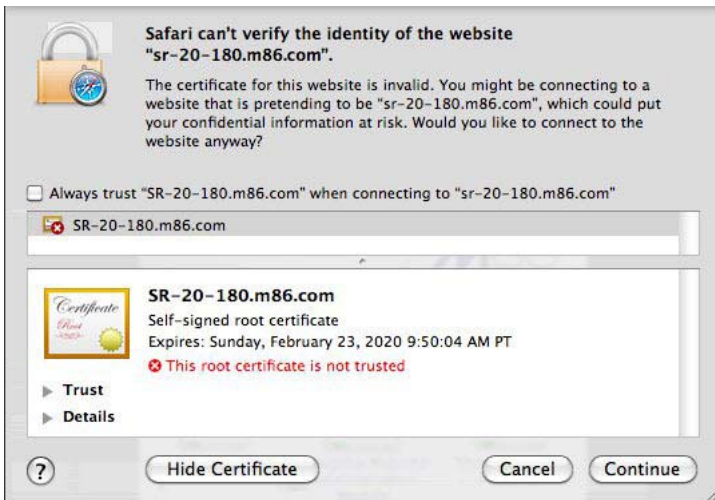 Safari can't verify the identity of the website
"sr-20-180.m86.com".
The certificate for this website is invalid. You might be connecting to a
website that is pretending to be "sr-20-180.m86.com", which could put
your confidential information at risk. Would you like to connect to the
website anyway?
Always trust "SR-20-180.m86.com" when connecting to "sr-20-180.m86.com"
SR-20-180.m86.com
Certificate
Root
SR-20-180.m86.com
Self-signed root certificate
Expires: Sunday, February 23, 2020 9:50:04 AM PT
This root certificate is not trusted
Trust
Details
? Hide Certificate Cancel Continue